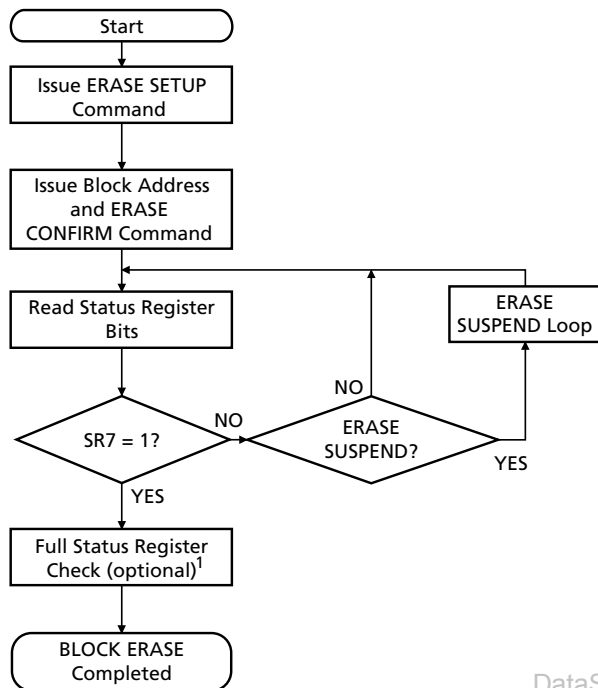 Start
Issue ERASE SETUP
Command
Issue Block Address
and ERASE
CONFIRM Command
Read Status Register
Bits
ERASE
SUSPEND Loop
NO
SR7 = 1?
NO
ERASE
SUSPEND?
YES
YES
Full Status Register
Check (optional)1
BLOCK ERASE
Completed
DataS